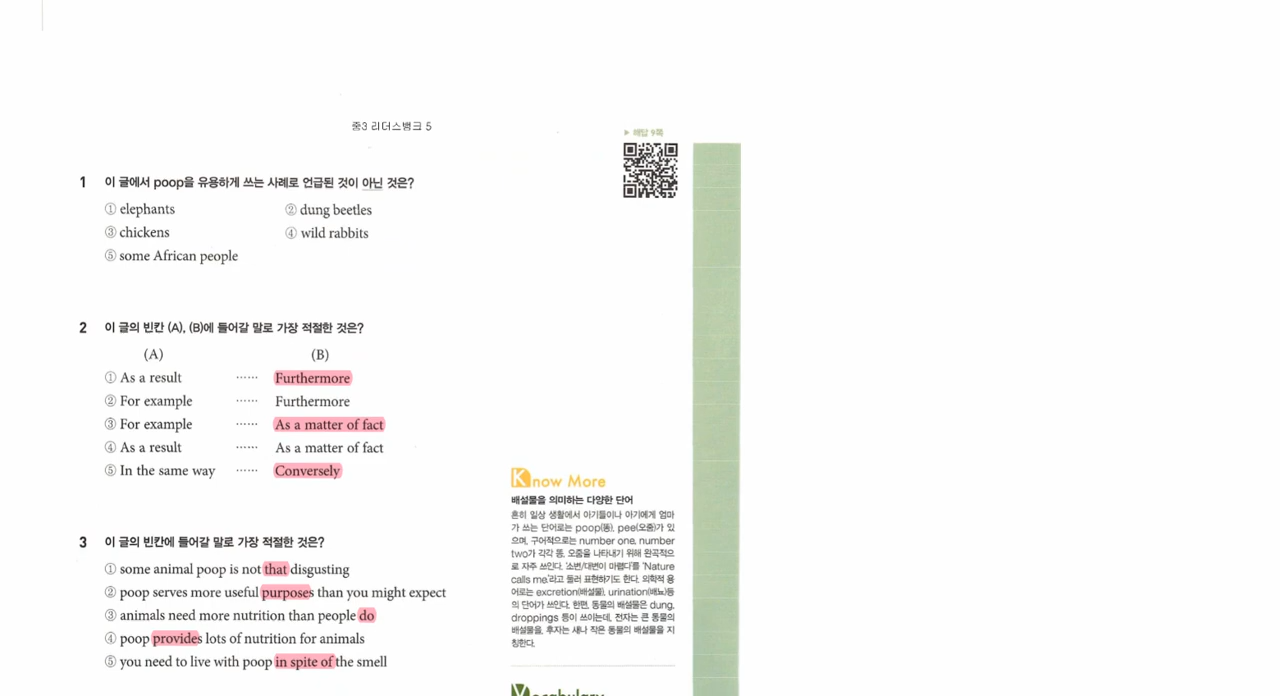 중3 리더스뱅크 5
▶ 해답 9쪽
1 이 글에서 poop을 유용하게 쓰는 사례로 언급된 것이 아닌 것은?
① elephants ② dung beetles
③ chickens ④ wild rabbits
⑤ some African people
2 이 글의 빈칸 (A), (B)에 들어갈 말로 가장 적절한 것은?
(A) (B)
① As a result ······ Furthermore
② For example ······ Furthermore
③ For example ······ As a matter of fact
④ As a result ······ As a matter of fact
⑤ In the same way ······ Conversely
3 이 글의 빈칸에 들어갈 말로 가장 적절한 것은?
① some animal poop is not that disgusting
② poop serves more useful purposes than you might expect
③ animals need more nutrition than people do
④ poop provides lots of nutrition for animals
⑤ you need to live with poop in spite of the smell
Know More
배설물을 의미하는 다양한 단어
흔히 일상 생활에서 아기들이나 아기에게 엄마
가 쓰는 단어로는 poop(똥), pee(오줌)가 있
으며, 구어적으로는 number one, number
two가 각각 똥, 오줌을 나타내기 위해 완곡적으
로 자주 쓰인다. '소변/대변이 마렵다'를 'Nature
calls me.'라고 돌려 표현하기도 한다. 의학적 용
어로는 excretion(배설물), urination(배뇨)등
의 단어가 쓰인다. 한편, 동물의 배설물은 dung,
droppings 등이 쓰이는데, 전자는 큰 동물의
배설물을, 후자는 새나 작은 동물의 배설물을 지
칭한다.
Vocabulary